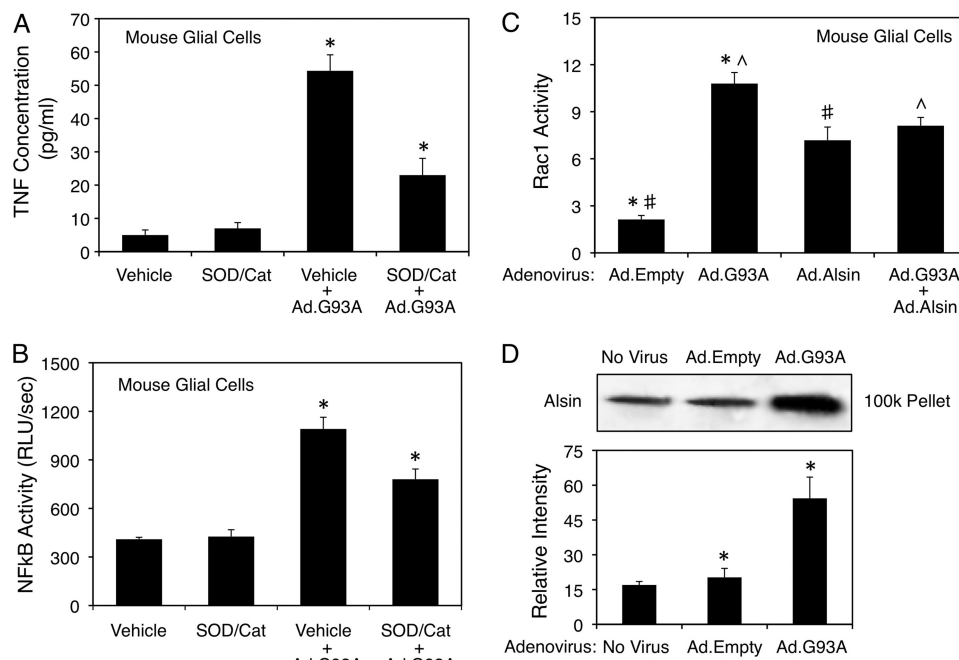 A
Mouse Glial Cells
TNF Concentration
(pg/ml)
70
60
50
40
30
20
10
0
*
*
Vehicle
SOD/Cat
Vehicle
+
Ad.G93A
SOD/Cat
+
Ad.G93A
B
Mouse Glial Cells
NFkB Activity (RLU/sec)
1500
1200
900
600
300
0
*
*
Vehicle
SOD/Cat
Vehicle
+
SOD/Cat
+
C
Mouse Glial Cells
Rac1 Activity
15
12
9
6
3
0
* #
* ^
#
^
Adenovirus: Ad.Empty Ad.G93A Ad.Alsin Ad.G93A
+
Ad.Alsin
D
No Virus Ad.Empty Ad.G93A
Alsin
100k Pellet
Relative Intensity
75
60
45
30
15
0
*
*
Adenovirus: No Virus Ad.Empty Ad.G93A